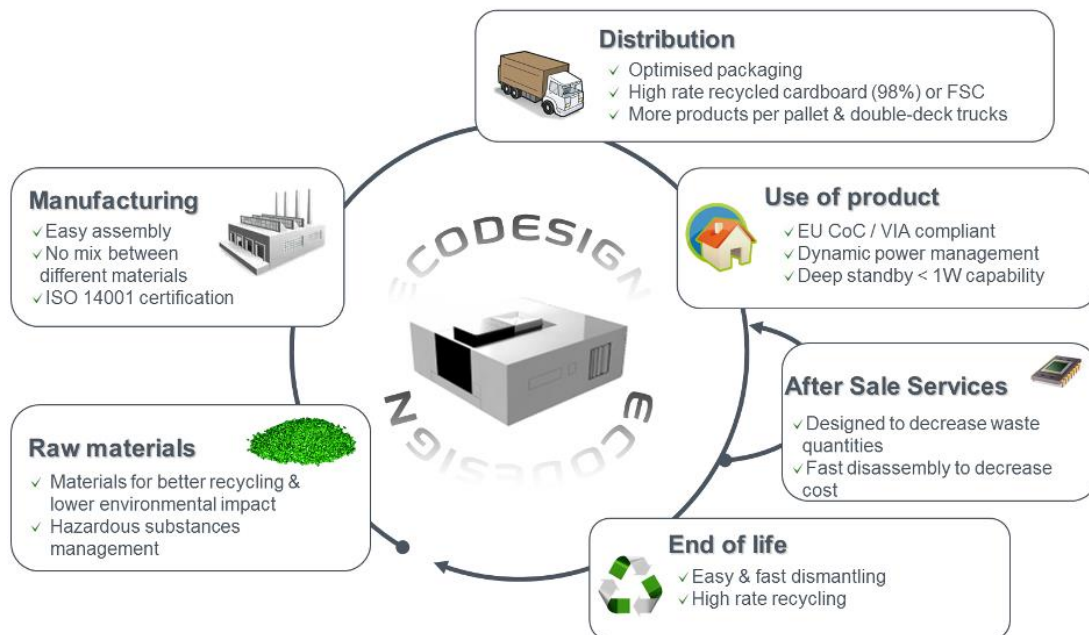 Distribution
✓ Optimised packaging
✓ High rate recycled cardboard (98%) or FSC
✓ More products per pallet & double-deck trucks
Manufacturing
✓ Easy assembly
✓ No mix between
different materials
✓ ISO 14001 certification
Use of product
✓ EU CoC / VIA compliant
✓ Dynamic power management
✓ Deep standby < 1W capability
ECODESIGN
ECODESIGN
After Sale Services
✓ Designed to decrease waste
quantities
✓ Fast disassembly to decrease
cost
Raw materials
✓ Materials for better recycling &
lower environmental impact
✓ Hazardous substances
management
End of life
✓ Easy & fast dismantling
✓ High rate recycling